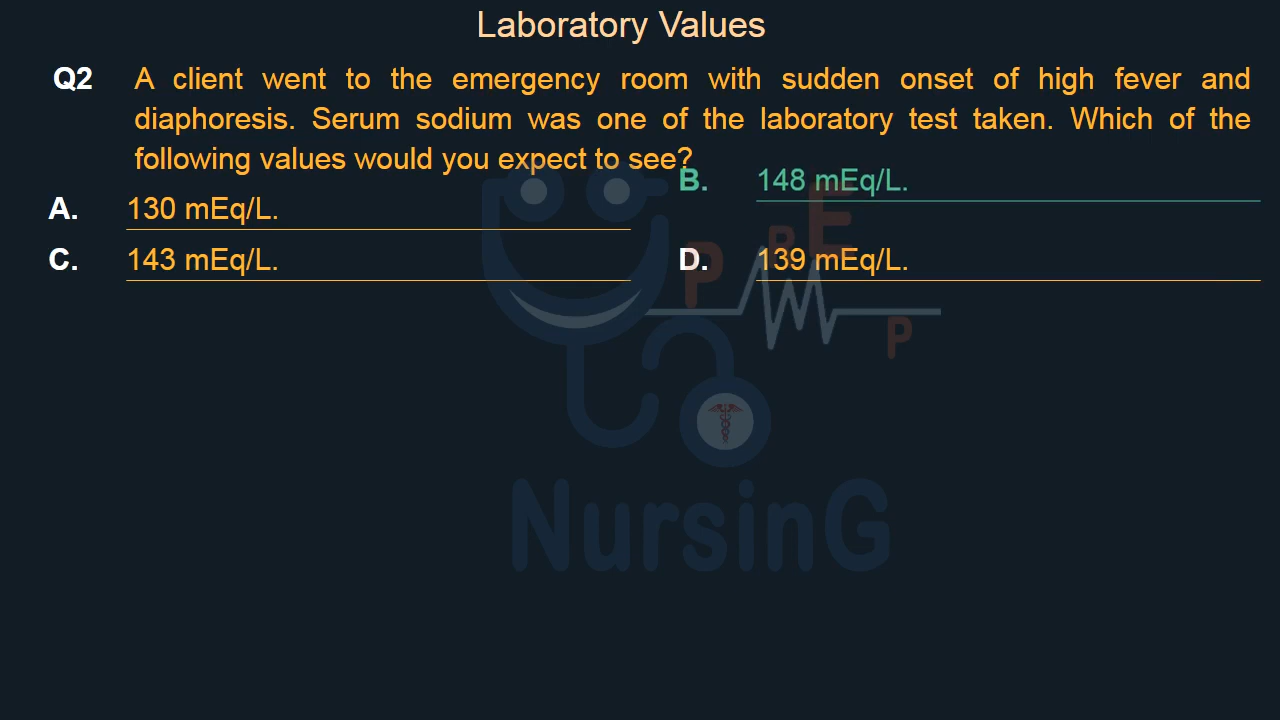 Laboratory Values
Q2 A client went to the emergency room with sudden onset of high fever and
diaphoresis. Serum sodium was one of the laboratory test taken. Which of the
following values would you expect to see?
A. 130 mEq/L.
B. 148 mEq/L.
C. 143 mEq/L.
D. 139 mEq/L.
P P E P
NursinG